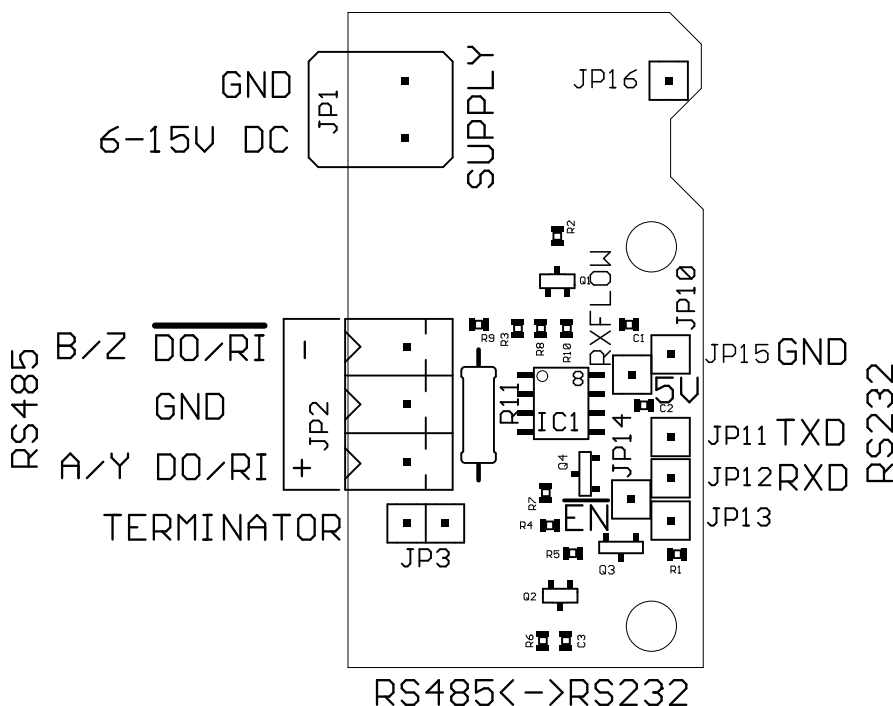 GND
JP1
SUPPLY
JP16
6-15V DC
R2
Q1
RXFLOW
JP10
R9
R3
R8
R10
C1
RS485
B/Z DO/RI
-
JP15 GND
5V
GND
JP2
R11
IC1
8
C2
RS232
JP14
JP11 TXD
A/Y DO/RI
+
Q4
JP12 RXD
R7
TERMINATOR
JP3
R4
EN
JP13
R5
Q3
R1
Q2
R6
C3
RS485<->RS232